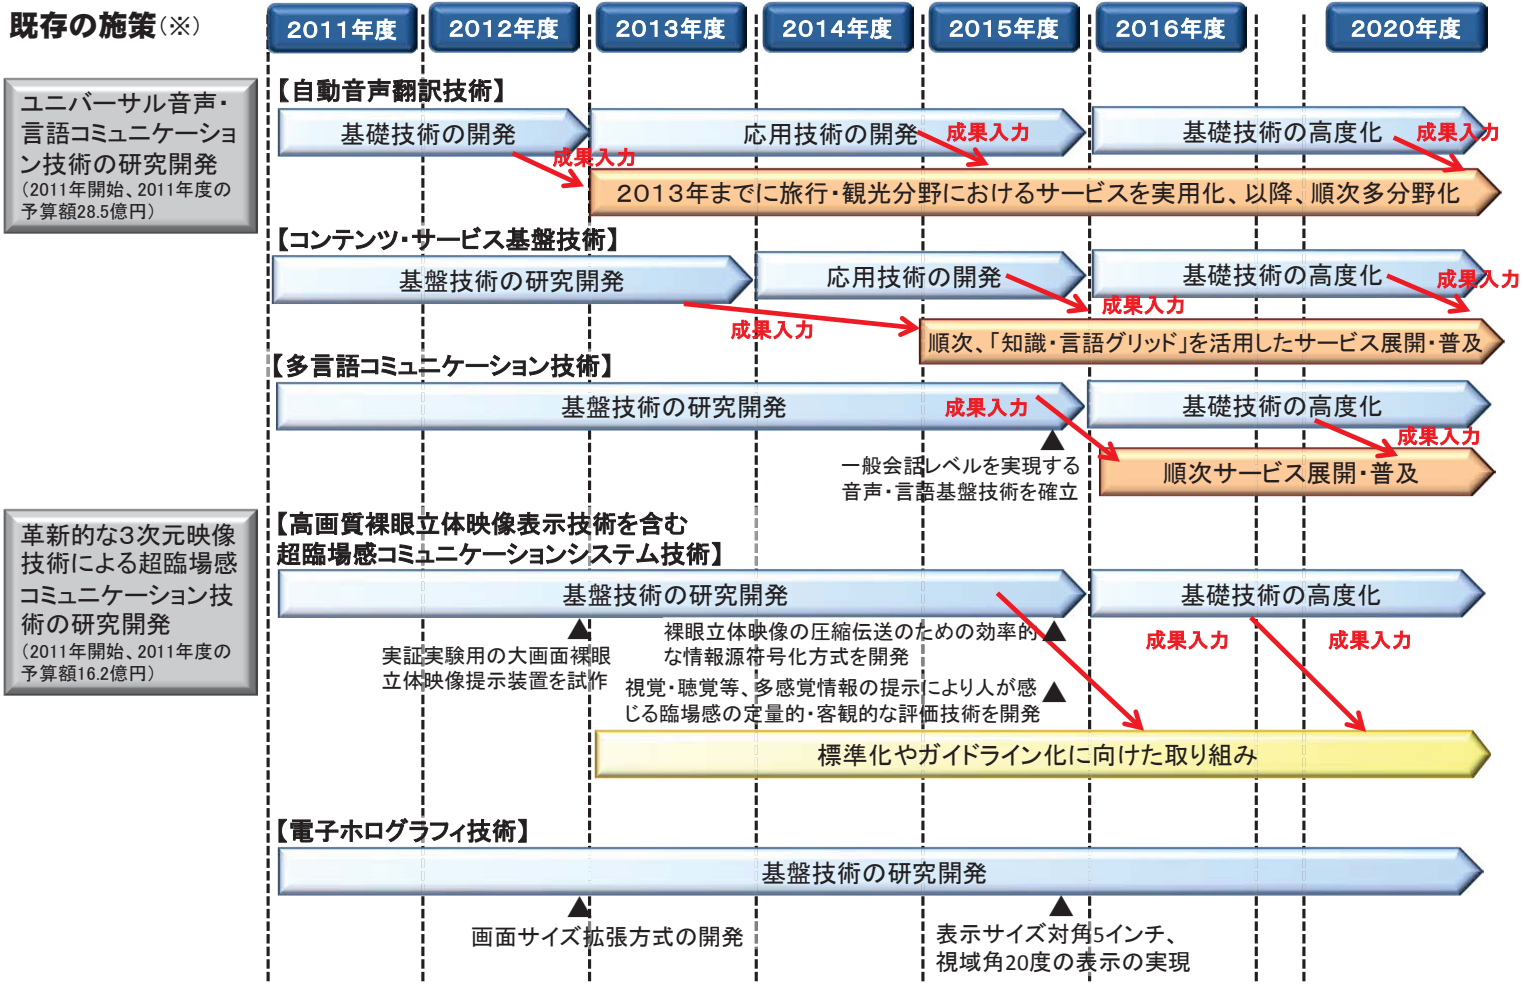 既存の施策(※)
2011年度
2012年度
2013年度
2014年度
2015年度
2016年度
2020年度
ユニバーサル音声・
言語コミュニケーショ
ン技術の研究開発
(2011年開始、2011年度の
予算額28.5億円)
【自動音声翻訳技術】
基礎技術の開発
応用技術の開発
成果入力
基礎技術の高度化
成果入力
成果入力
2013年までに旅行・観光分野におけるサービスを実用化、以降、順次多分野化
【コンテンツ・サービス基盤技術】
基盤技術の研究開発
応用技術の開発
基礎技術の高度化
成果入力
成果入力
成果入力
順次、「知識・言語グリッド」を活用したサービス展開・普及
【多言語コミュニケーション技術】
基盤技術の研究開発
成果入力
基礎技術の高度化
成果入力
一般会話レベルを実現する
音声・言語基盤技術を確立
順次サービス展開・普及
革新的な3次元映像
技術による超臨場感
コミュニケーション技
術の研究開発
(2011年開始、2011年度の
予算額16.2億円)
【高画質裸眼立体映像表示技術を含む
超臨場感コミュニケーションシステム技術】
基盤技術の研究開発
基礎技術の高度化
▲
実証実験用の大画面裸眼
立体映像提示装置を試作
裸眼立体映像の圧縮伝送のための効率的▲
な情報源符号化方式を開発
視覚・聴覚等、多感覚情報の提示により人が感▲
じる臨場感の定量的・客観的な評価技術を開発
成果入力
成果入力
標準化やガイドライン化に向けた取り組み
【電子ホログラフィ技術】
基盤技術の研究開発
▲
画面サイズ拡張方式の開発
▲
表示サイズ対角5インチ、
視域角20度の表示の実現